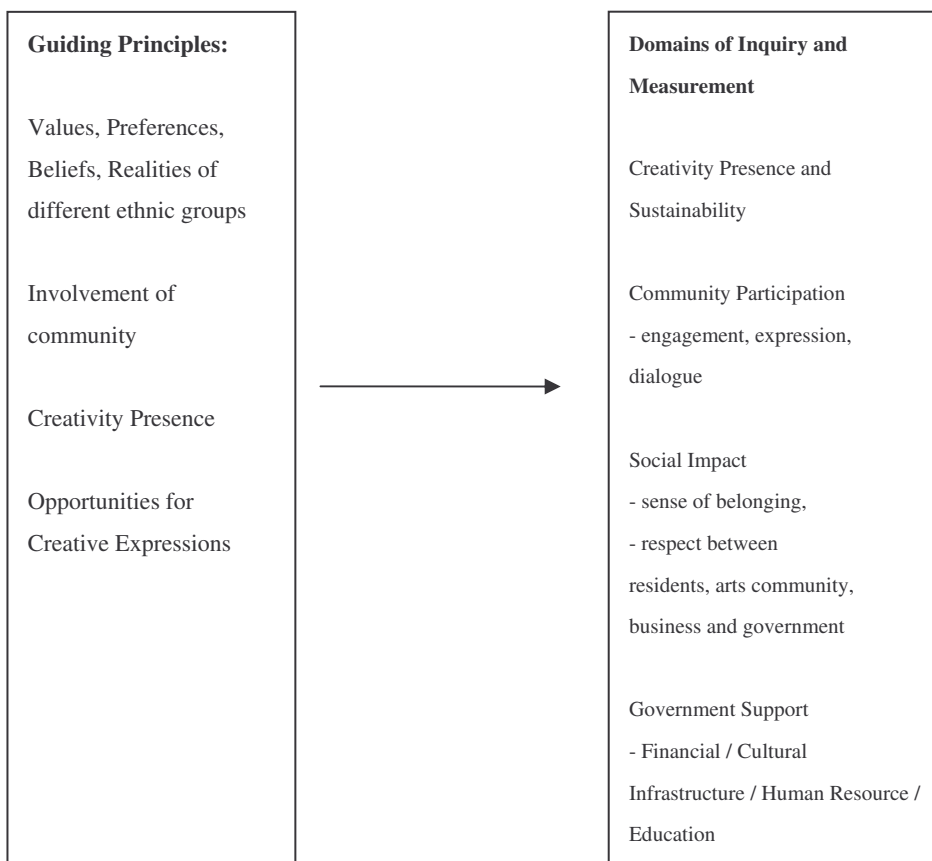 Guiding Principles:
Values, Preferences,
Beliefs, Realities of
different ethnic groups
Involvement of
community
Creativity Presence
Opportunities for
Creative Expressions
Domains of Inquiry and
Measurement
Creativity Presence and
Sustainability
Community Participation
- engagement, expression,
dialogue
Social Impact
- sense of belonging,
- respect between
residents, arts community,
business and government
Government Support
- Financial / Cultural
Infrastructure / Human Resource /
Education